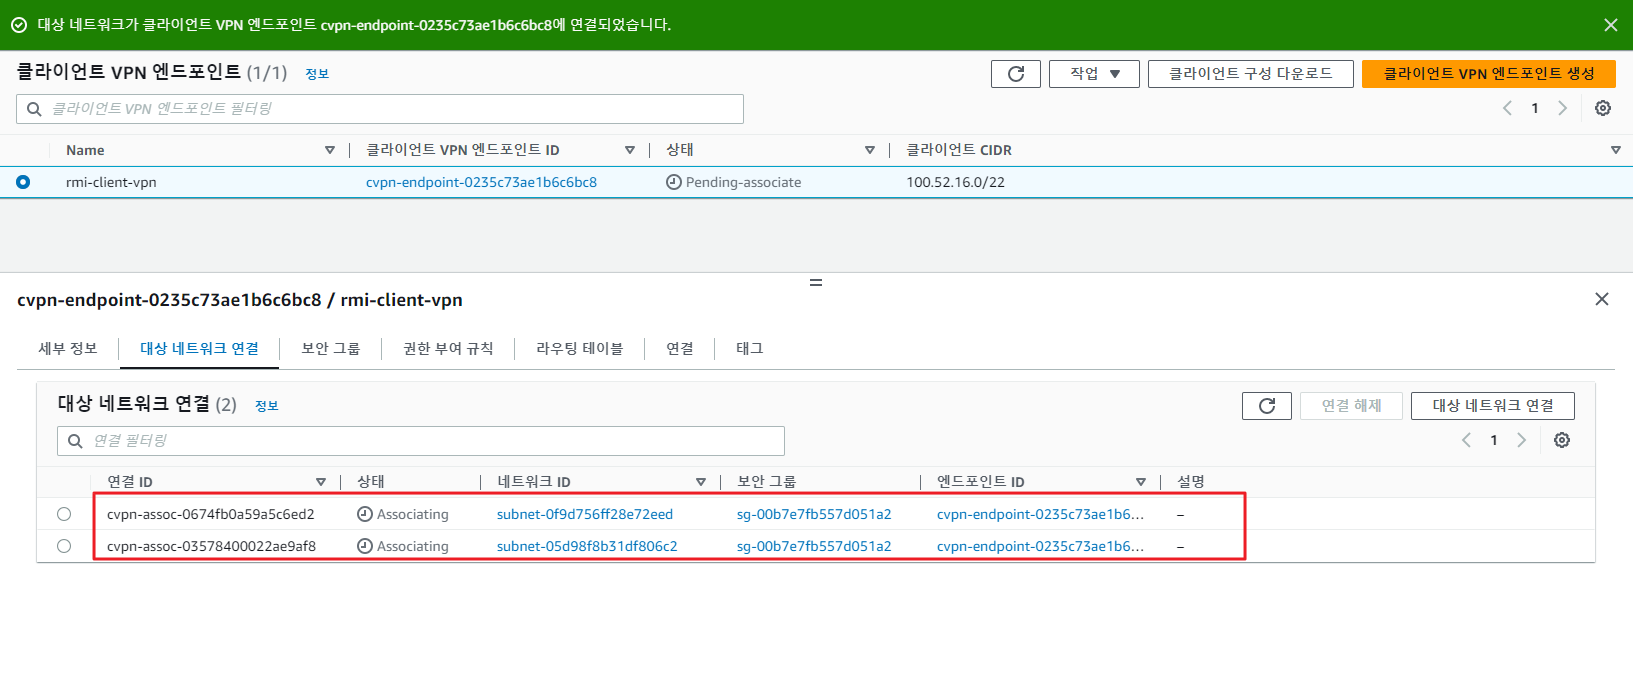 대상 네트워크가 클라이언트 VPN 엔드포인트 cvpn-endpoint-0235c73ae1b6c6bc8에 연결되었습니다.
클라이언트 VPN 엔드포인트 (1/1) 정보
작업 클라이언트 구성 다운로드 클라이언트 VPN 엔드포인트 생성
클라이언트 VPN 엔드포인트 필터링
1
Name 클라이언트 VPN 엔드포인트 ID 상태 클라이언트 CIDR
rmi-client-vpn cvpn-endpoint-0235c73ae1b6c6bc8 Pending-associate 100.52.16.0/22
cvpn-endpoint-0235c73ae1b6c6bc8 / rmi-client-vpn
세부 정보 대상 네트워크 연결 보안 그룹 권한 부여 규칙 라우팅 테이블 연결 태그
대상 네트워크 연결 (2) 정보
연결 해제 대상 네트워크 연결
연결 필터링
1
연결 ID 상태 네트워크 ID 보안 그룹 엔드포인트 ID 설명
cvpn-assoc-0674fb0a59a5c6ed2 Associating subnet-0f9d756ff28e72eed sg-00b7e7fb557d051a2 cvpn-endpoint-0235c73ae1b6... –
cvpn-assoc-03578400022ae9af8 Associating subnet-05d98f8b31df806c2 sg-00b7e7fb557d051a2 cvpn-endpoint-0235c73ae1b6... –